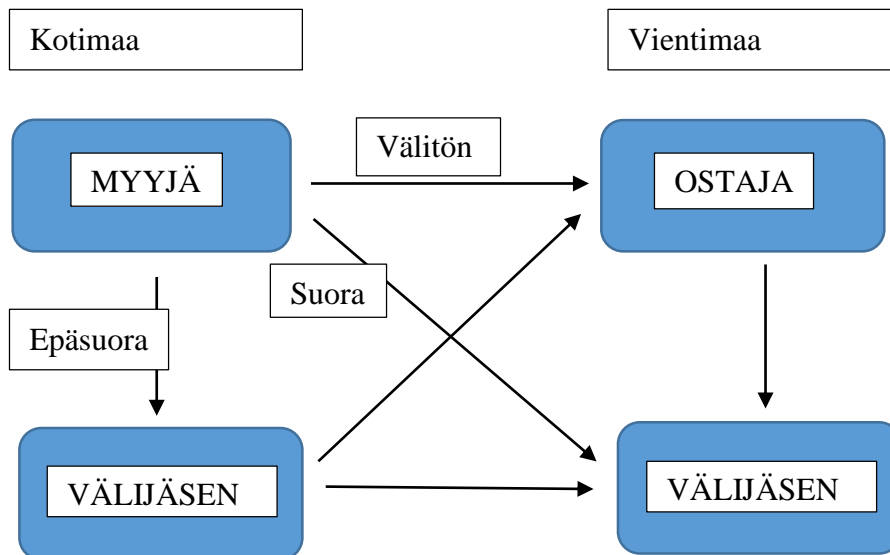 Kotimaa
Vientimaa
Välitön
MYYJÄ
OSTAJA
Suora
Epäsuora
VÄLIJÄSEN
VÄLIJÄSEN